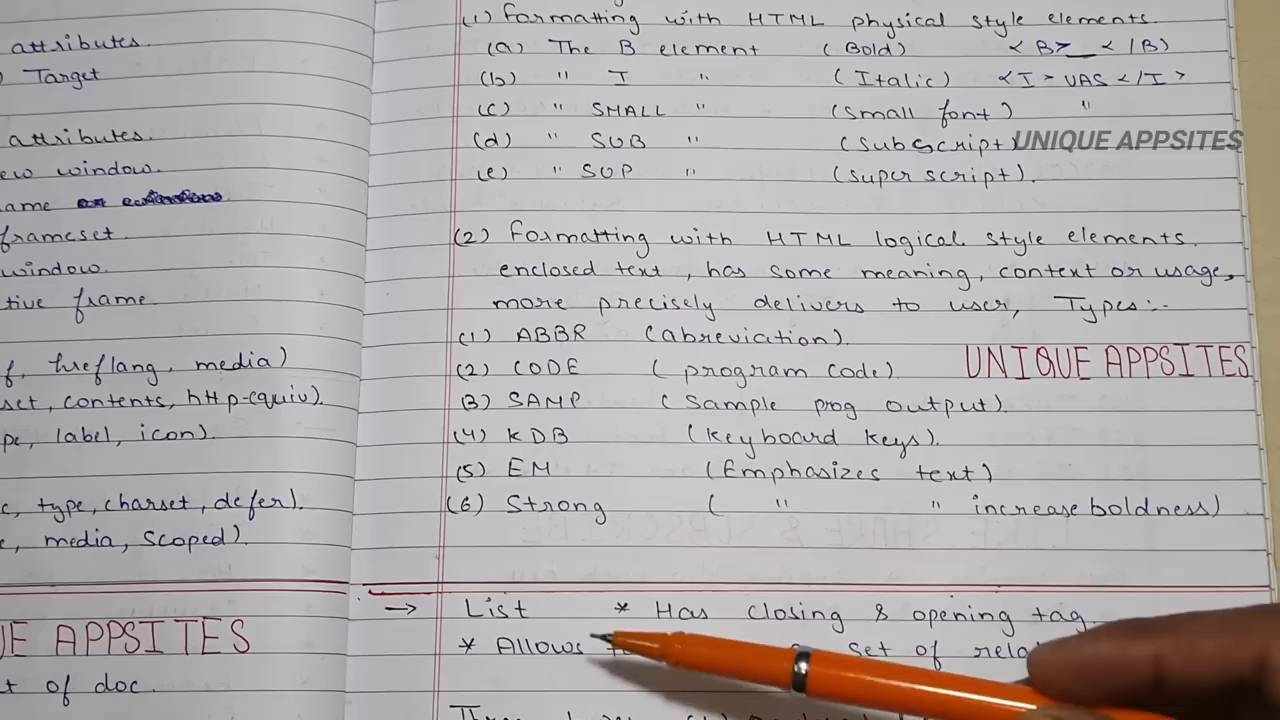 attributes.
Target
attributes.
ew window.
ame
frameset.
window.
tive frame
f, hreflang, media)
set, contents, http-equiv).
pe, label, icon).
c, type, charset, defer).
e, media, scoped).
UE APPSITES
t of doc.
(1) Formatting with HTML physical style elements.
(a) The B element (Bold) <B>__</B)
(b) " I " (Italic) <I> VAS </I>
(c) " SMALL " (Small font) "
(d) " SUB " (Subscript)
UNIQUE APPSITES
(e) " SUP " (Super script).
(2) Formatting with HTML logical style elements.
enclosed text, has some meaning, context or usage,
more precisely delivers to user, Types:-
(1) ABBR (abreviation).
(2) CODE (program code).
UNIQUE APPSITES
(3) SAMP (Sample prog output).
(4) KDB (Keyboard keys).
(5) EM (Emphasizes text)
(6) Strong ( " " increase boldness)
→ List * Has closing & opening tag.
* Allows set of